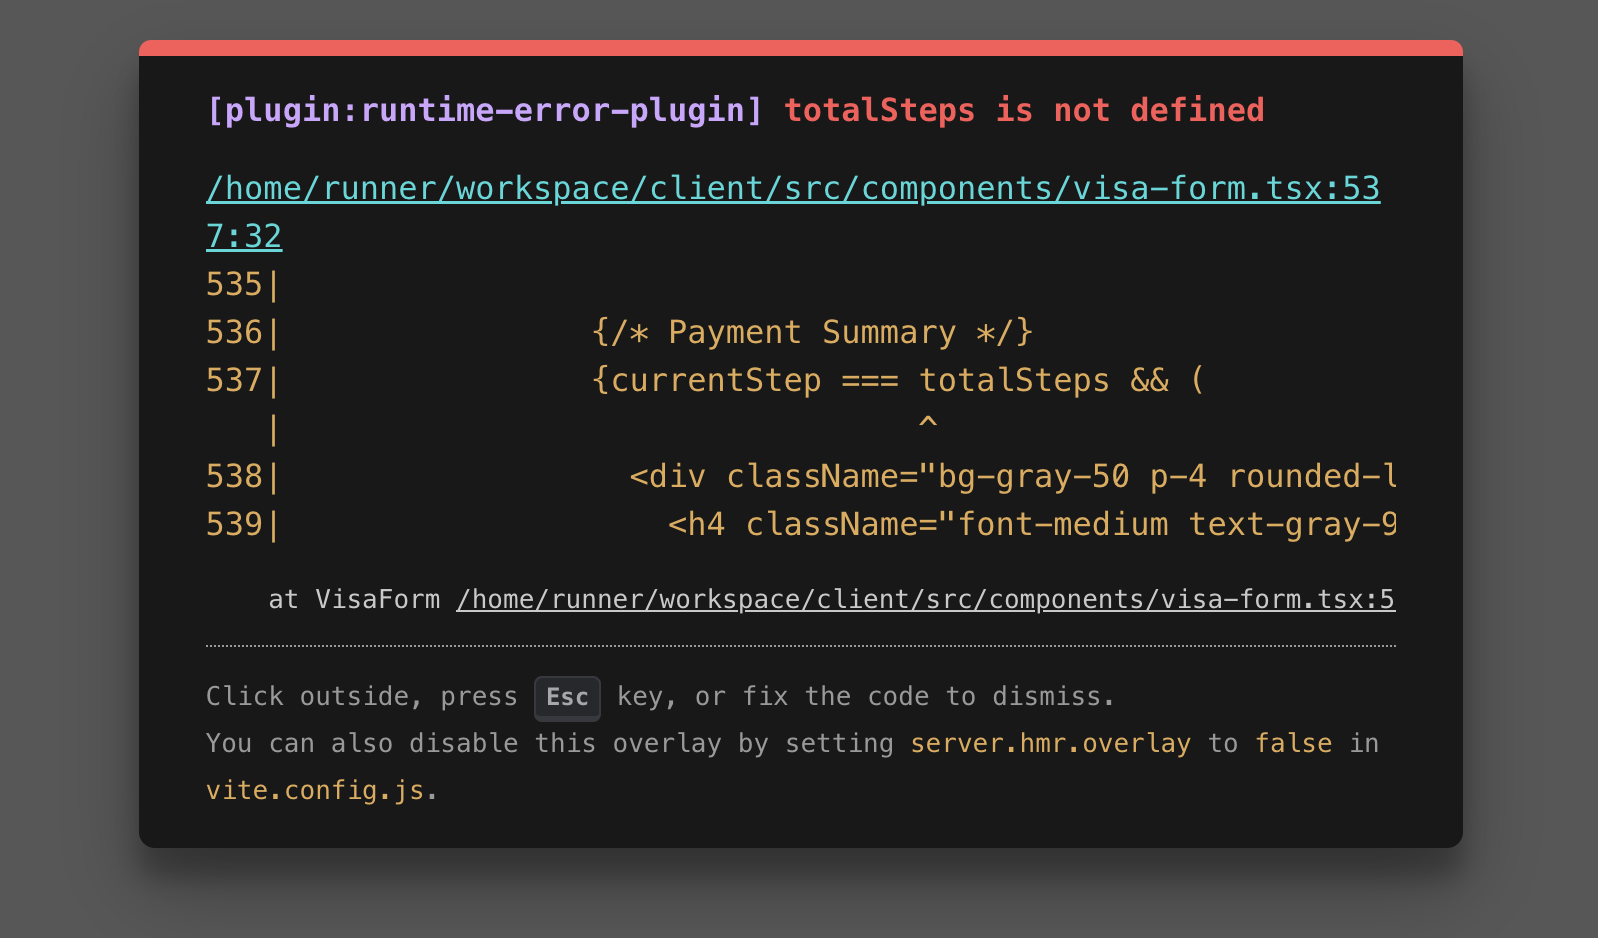 [plugin:runtime-error-plugin] totalSteps is not defined
/home/runner/workspace/client/src/components/visa-form.tsx:53
7:32
535|
536|                {/* Payment Summary */}
537|                {currentStep === totalSteps && (
   |                                 ^
538|                  <div className="bg-gray-50 p-4 rounded-l
539|                    <h4 className="font-medium text-gray-9
    at VisaForm /home/runner/workspace/client/src/components/visa-form.tsx:5
Click outside, press Esc key, or fix the code to dismiss.
You can also disable this overlay by setting server.hmr.overlay to false in
vite.config.js.